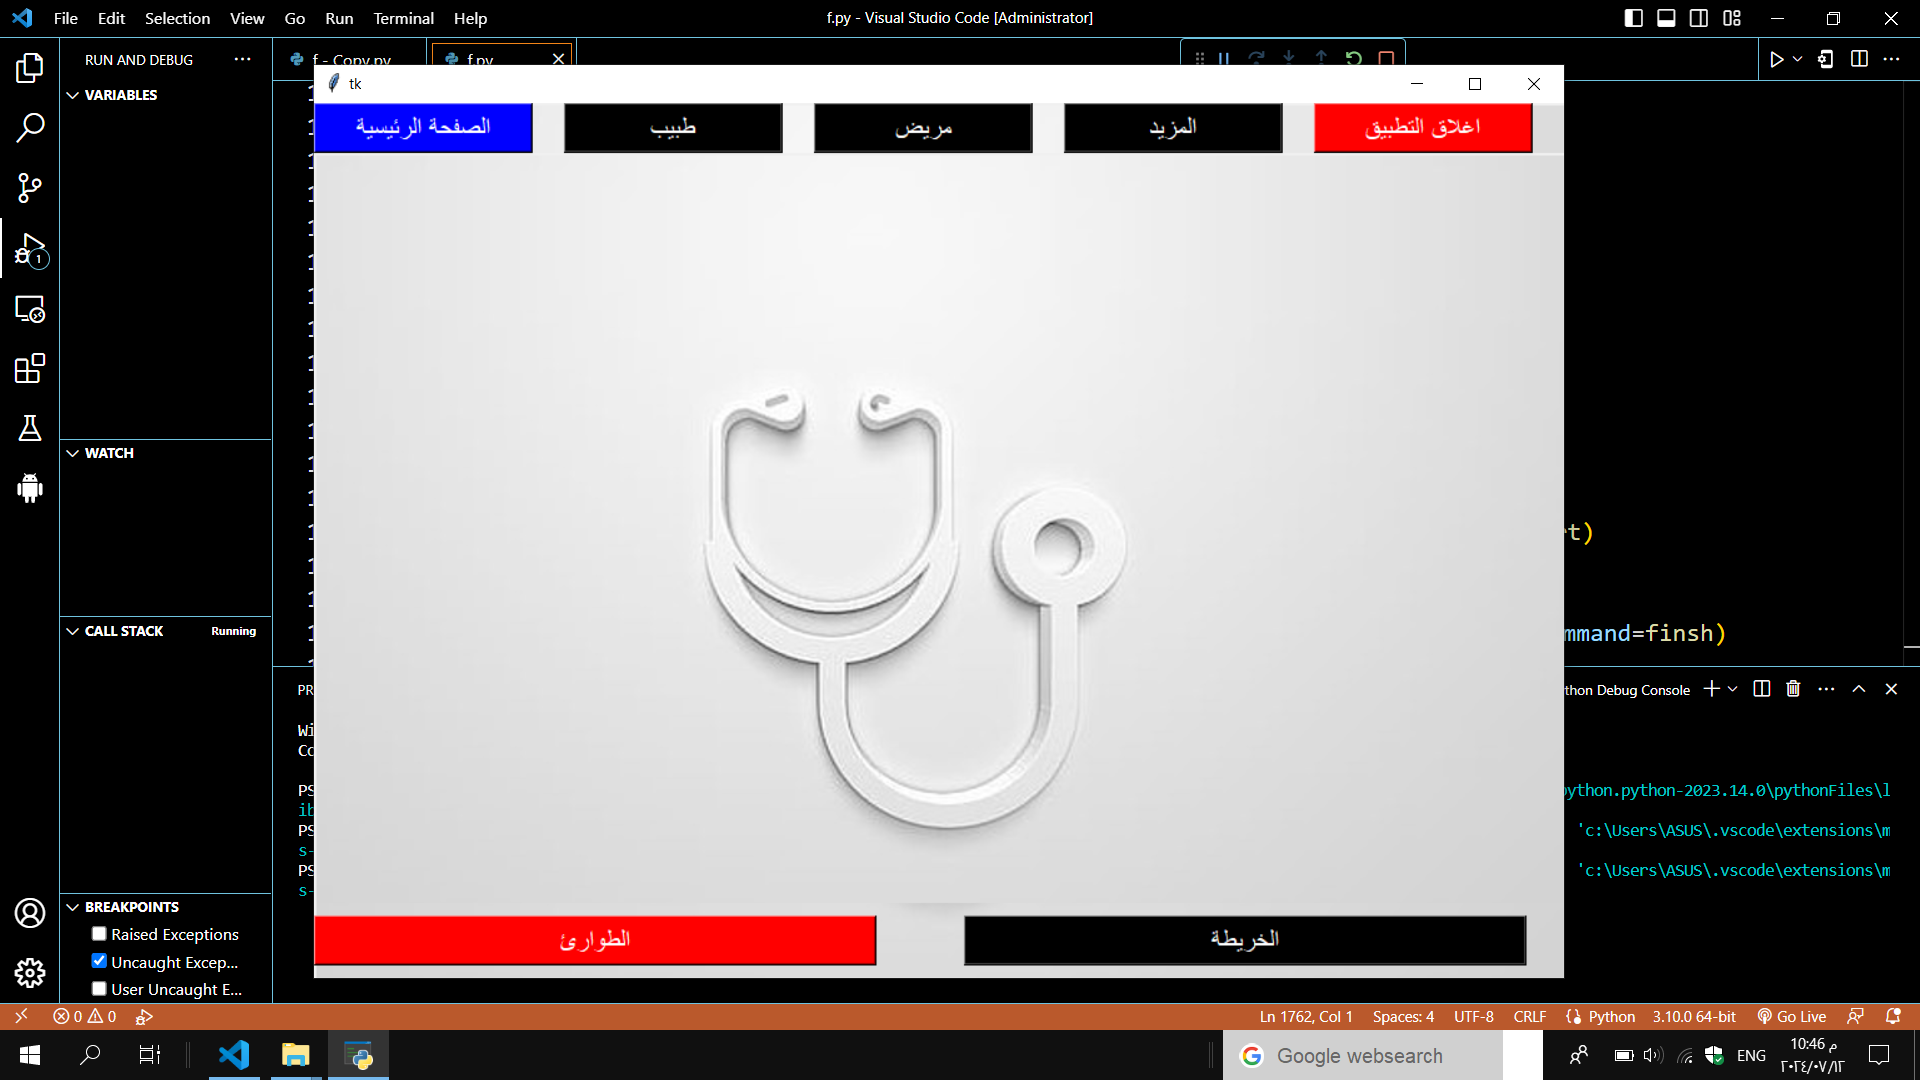 File Edit Selection View Go Run Terminal Help
f.py - Visual Studio Code [Administrator]
RUN AND DEBUG
f - Copy.py
f.py
VARIABLES
tk
الصفحة الرئيسية
طبيب
مريض
المزيد
اغلاق التطبيق
WATCH
t)
CALL STACK
Running
mmand=finsh)
thon Debug Console
Wi
Co
PS
ython.python-2023.14.0\pythonFiles\l
ib
PS
'c:\Users\ASUS\.vscode\extensions\m
s-
PS
'c:\Users\ASUS\.vscode\extensions\m
s-
BREAKPOINTS
Raised Exceptions
Uncaught Excep...
User Uncaught E...
الطوارئ
الخريطة
0 0
Ln 1762, Col 1 Spaces: 4 UTF-8 CRLF Python 3.10.0 64-bit Go Live
Google websearch
ENG
10:46 م
٢٠٢٤/٠٧/١٢